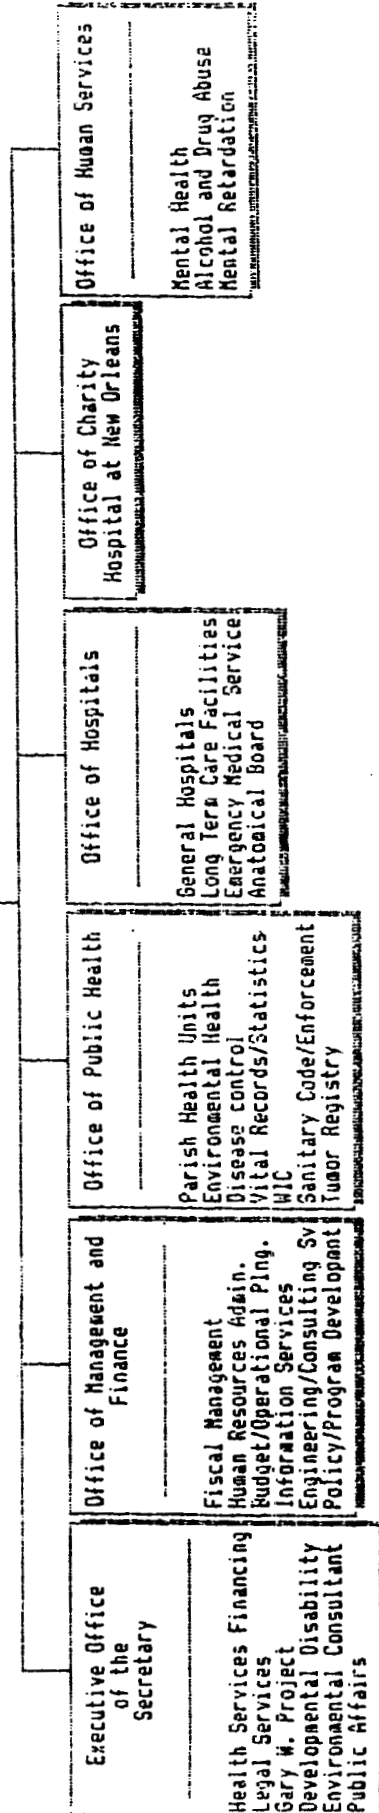 Executive Office
of the
Secretary
Health Services Financing
Legal Services
Gary W. Project
Developmental Disability
Environmental Consultant
Public Affairs
Office of Management and
Finance
Fiscal Management
Human Resources Admin.
Budget/Operational Plng.
Information Services
Engineering/Consulting Sv
Policy/Program Developmnt
Office of Public Health
Parish Health Units
Environmental Health
Disease control
Vital Records/Statistics
WIC
Sanitary Code/Enforcement
Tumor Registry
Office of Hospitals
General Hospitals
Long Term Care Facilities
Emergency Medical Service
Anatomical Board
Office of Charity
Hospital at New Orleans
Office of Human Services
Mental Health
Alcohol and Drug Abuse
Mental Retardation